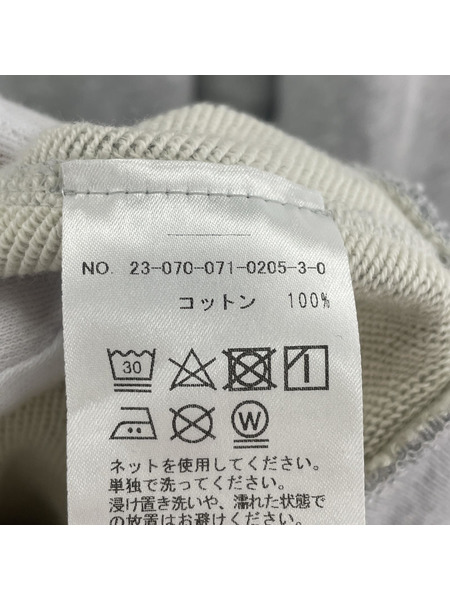 NO. 23-070-071-0205-3-0
コットン 100%
30
W
ネットを使用してください。
単独で洗ってください。
浸け置き洗いや、濡れた状態で
の放置はお避けください。